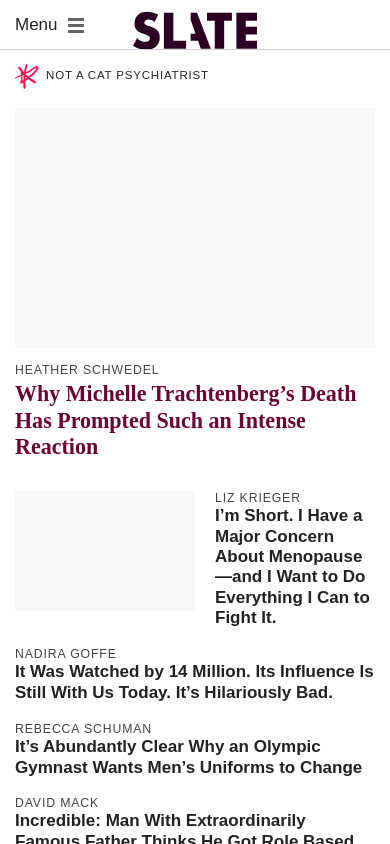 Menu
SLATE
NOT A CAT PSYCHIATRIST
HEATHER SCHWEDEL
Why Michelle Trachtenberg’s Death
Has Prompted Such an Intense
Reaction
LIZ KRIEGER
I’m Short. I Have a
Major Concern
About Menopause
—and I Want to Do
Everything I Can to
Fight It.
NADIRA GOFFE
It Was Watched by 14 Million. Its Influence Is
Still With Us Today. It’s Hilariously Bad.
REBECCA SCHUMAN
It’s Abundantly Clear Why an Olympic
Gymnast Wants Men’s Uniforms to Change
DAVID MACK
Incredible: Man With Extraordinarily
Famous Father Thinks He Got Role Based